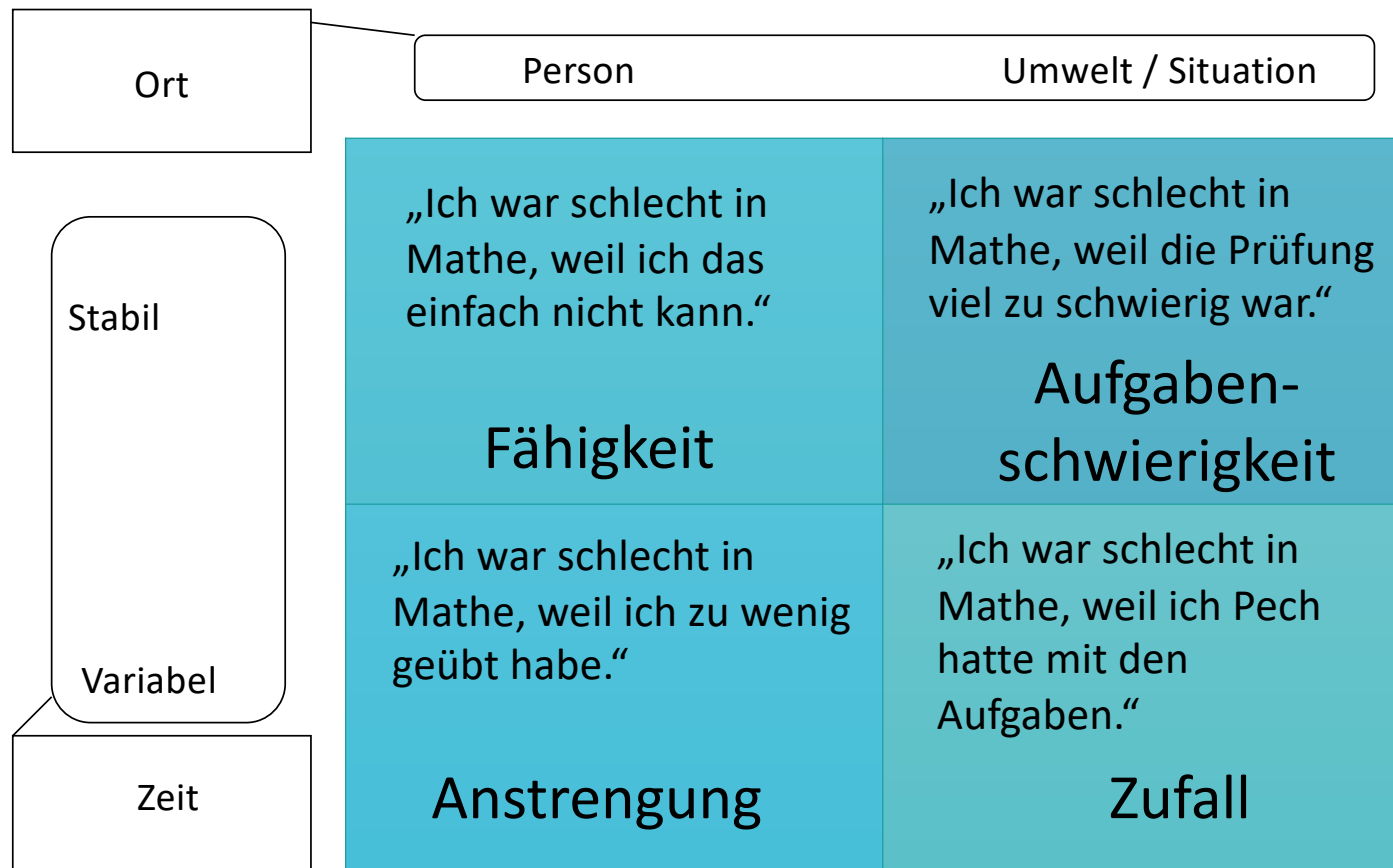 Ort
Person
Umwelt / Situation
Stabil
Variabel
Zeit
„Ich war schlecht in
Mathe, weil ich das
einfach nicht kann.“
Fähigkeit
„Ich war schlecht in
Mathe, weil die Prüfung
viel zu schwierig war.“
Aufgaben-
schwierigkeit
„Ich war schlecht in
Mathe, weil ich zu wenig
geübt habe.“
Anstrengung
„Ich war schlecht in
Mathe, weil ich Pech
hatte mit den
Aufgaben.“
Zufall